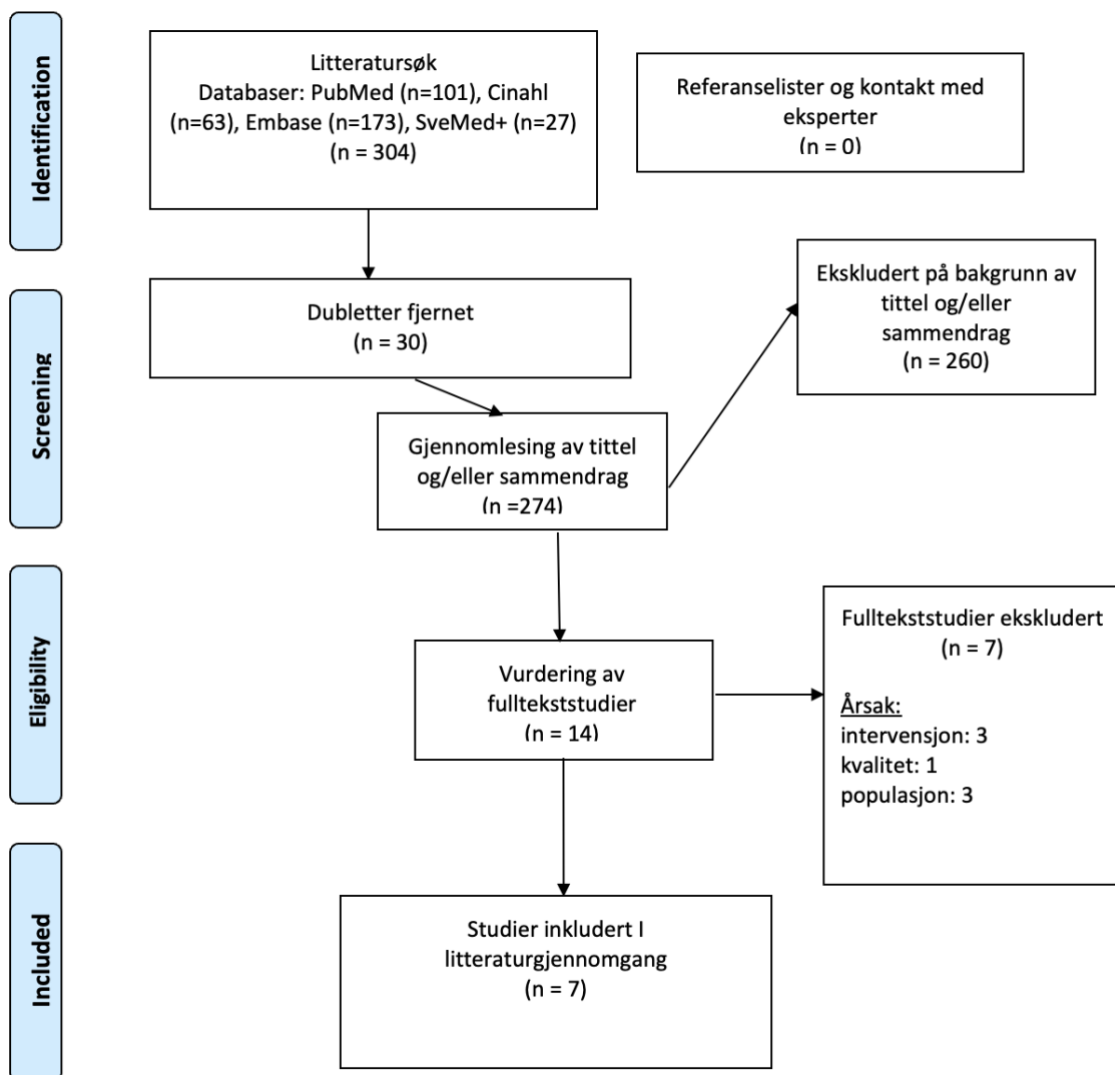 Identification
Litteratursøk
Databaser: PubMed (n=101), Cinahl
(n=63), Embase (n=173), SveMed+ (n=27)
(n = 304)
Referanselister og kontakt med
eksperter
(n = 0)
Screening
Dubletter fjernet
(n = 30)
Ekskludert på bakgrunn av
tittel og/eller
sammendrag
(n = 260)
Gjennomlesing av tittel
og/eller sammendrag
(n =274)
Eligibility
Vurdering av
fulltekststudier
(n = 14)
Fulltekststudier ekskludert
(n = 7)
Årsak:
intervensjon: 3
kvalitet: 1
populasjon: 3
Included
Studier inkludert I
litteraturgjennomgang
(n = 7)